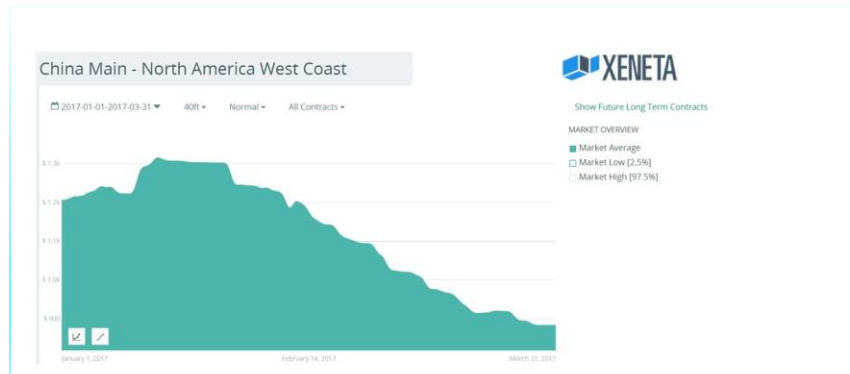 China Main - North America West Coast
XENETA
2017-01-01-2017-03-31 40ft Normal All Contracts
Show Future Long Term Contracts
MARKET OVERVIEW
Market Average
Market Low [2.5%]
Market High [97.5%]
$ 1.3k
$ 1.2k
$ 1.1k
$ 1.0k
$ 900
January 1, 2017 February 14, 2017 March 31, 2017